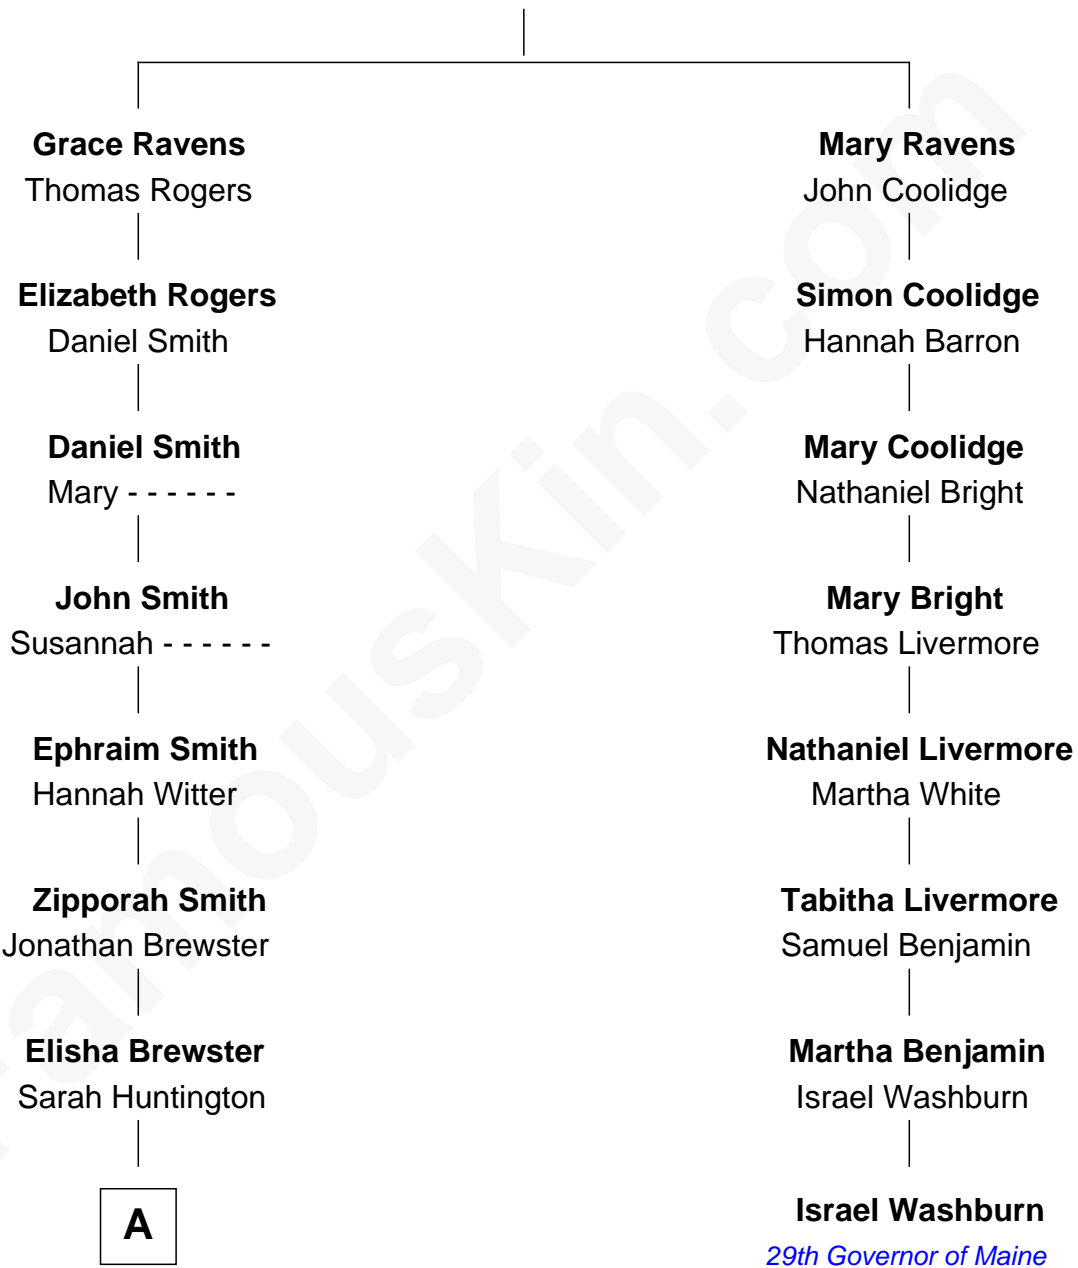 Grace Ravens
Thomas Rogers
Mary Ravens
John Coolidge
Elizabeth Rogers
Daniel Smith
Simon Coolidge
Hannah Barron
Daniel Smith
Mary - - - - - -
Mary Coolidge
Nathaniel Bright
John Smith
Susannah - - - - - -
Mary Bright
Thomas Livermore
Ephraim Smith
Hannah Witter
Nathaniel Livermore
Martha White
Zipporah Smith
Jonathan Brewster
Tabitha Livermore
Samuel Benjamin
Elisha Brewster
Sarah Huntington
Martha Benjamin
Israel Washburn
A
Israel Washburn
29th Governor of Maine
FamousKin.com